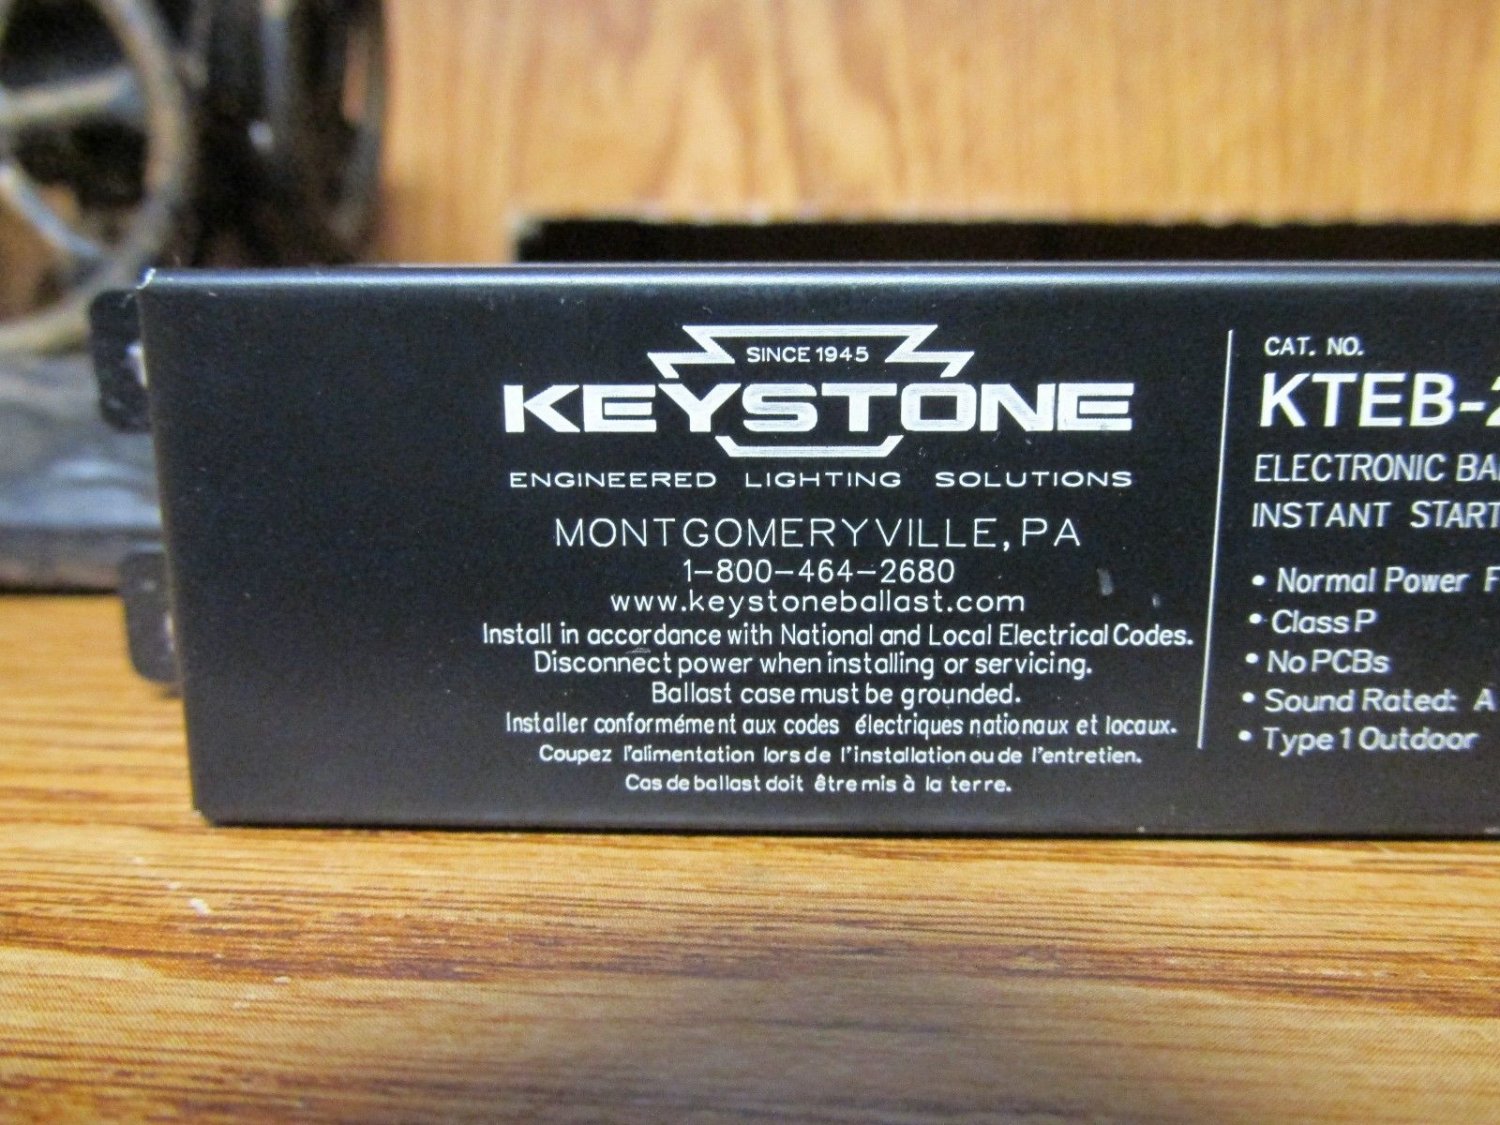 SINCE 1945
KEYSTONE
ENGINEERED LIGHTING SOLUTIONS
MONTGOMERYVILLE, PA
1-800-464-2680
www.keystoneballast.com
Install in accordance with National and Local Electrical Codes.
Disconnect power when installing or servicing.
Ballast case must be grounded.
Installer conformément aux codes électriques nationaux et locaux.
Coupez l'alimentation lors de l'installation ou de l'entretien.
Cas de ballast doit être mis à la terre.
CAT. NO.
KTEB-2
ELECTRONIC BA
INSTANT START
• Normal Power F
• Class P
• No PCBs
• Sound Rated: A
• Type 1 Outdoor